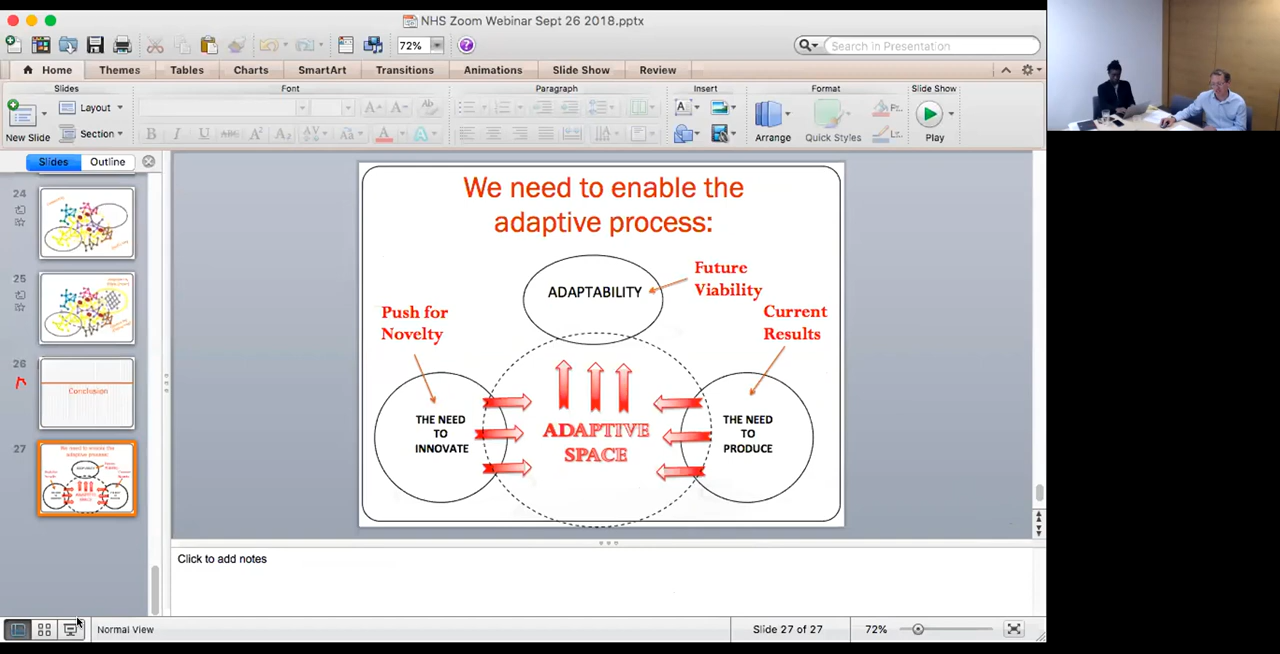 NHS Zoom Webinar Sept 26 2018.pptx
72%
Search in Presentation
Home
Themes
Tables
Charts
SmartArt
Transitions
Animations
Slide Show
Review
Slides
Font
Paragraph
Insert
Format
Slide Show
New Slide
Layout
Section
Arrange
Quick Styles
Play
Slides
Outline
24
25
26
Conclusion
27
We need to enable the
adaptive process:
ADAPTABILITY
Future
Viability
Push for
Novelty
Current
Results
THE NEED
TO
INNOVATE
ADAPTIVE
SPACE
THE NEED
TO
PRODUCE
Click to add notes
Normal View
Slide 27 of 27
72%